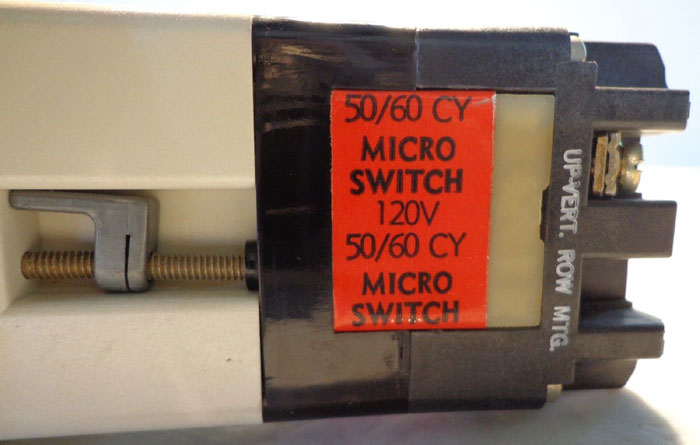 50/60 CY
MICRO
SWITCH
120V
50/60 CY
MICRO
SWITCH
UP-VERT. ROW MTG.